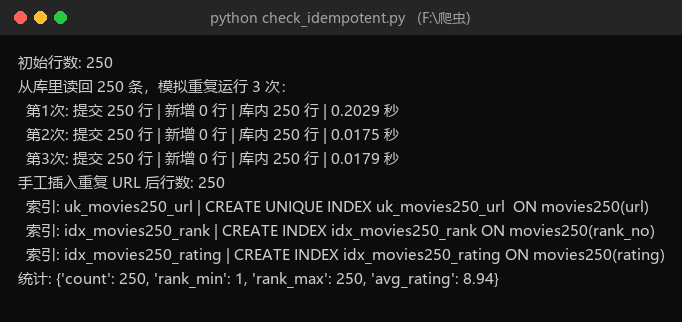 python check_idempotent.py (F:\爬虫)
初始行数: 250
从库里读回 250 条，模拟重复运行 3 次：
第1次: 提交 250 行 | 新增 0 行 | 库内 250 行 | 0.2029 秒
第2次: 提交 250 行 | 新增 0 行 | 库内 250 行 | 0.0175 秒
第3次: 提交 250 行 | 新增 0 行 | 库内 250 行 | 0.0179 秒
手工插入重复 URL 后行数: 250
索引: uk_movies250_url | CREATE UNIQUE INDEX uk_movies250_url  ON movies250(url)
索引: idx_movies250_rank | CREATE INDEX idx_movies250_rank ON movies250(rank_no)
索引: idx_movies250_rating | CREATE INDEX idx_movies250_rating ON movies250(rating)
统计: {'count': 250, 'rank_min': 1, 'rank_max': 250, 'avg_rating': 8.94}